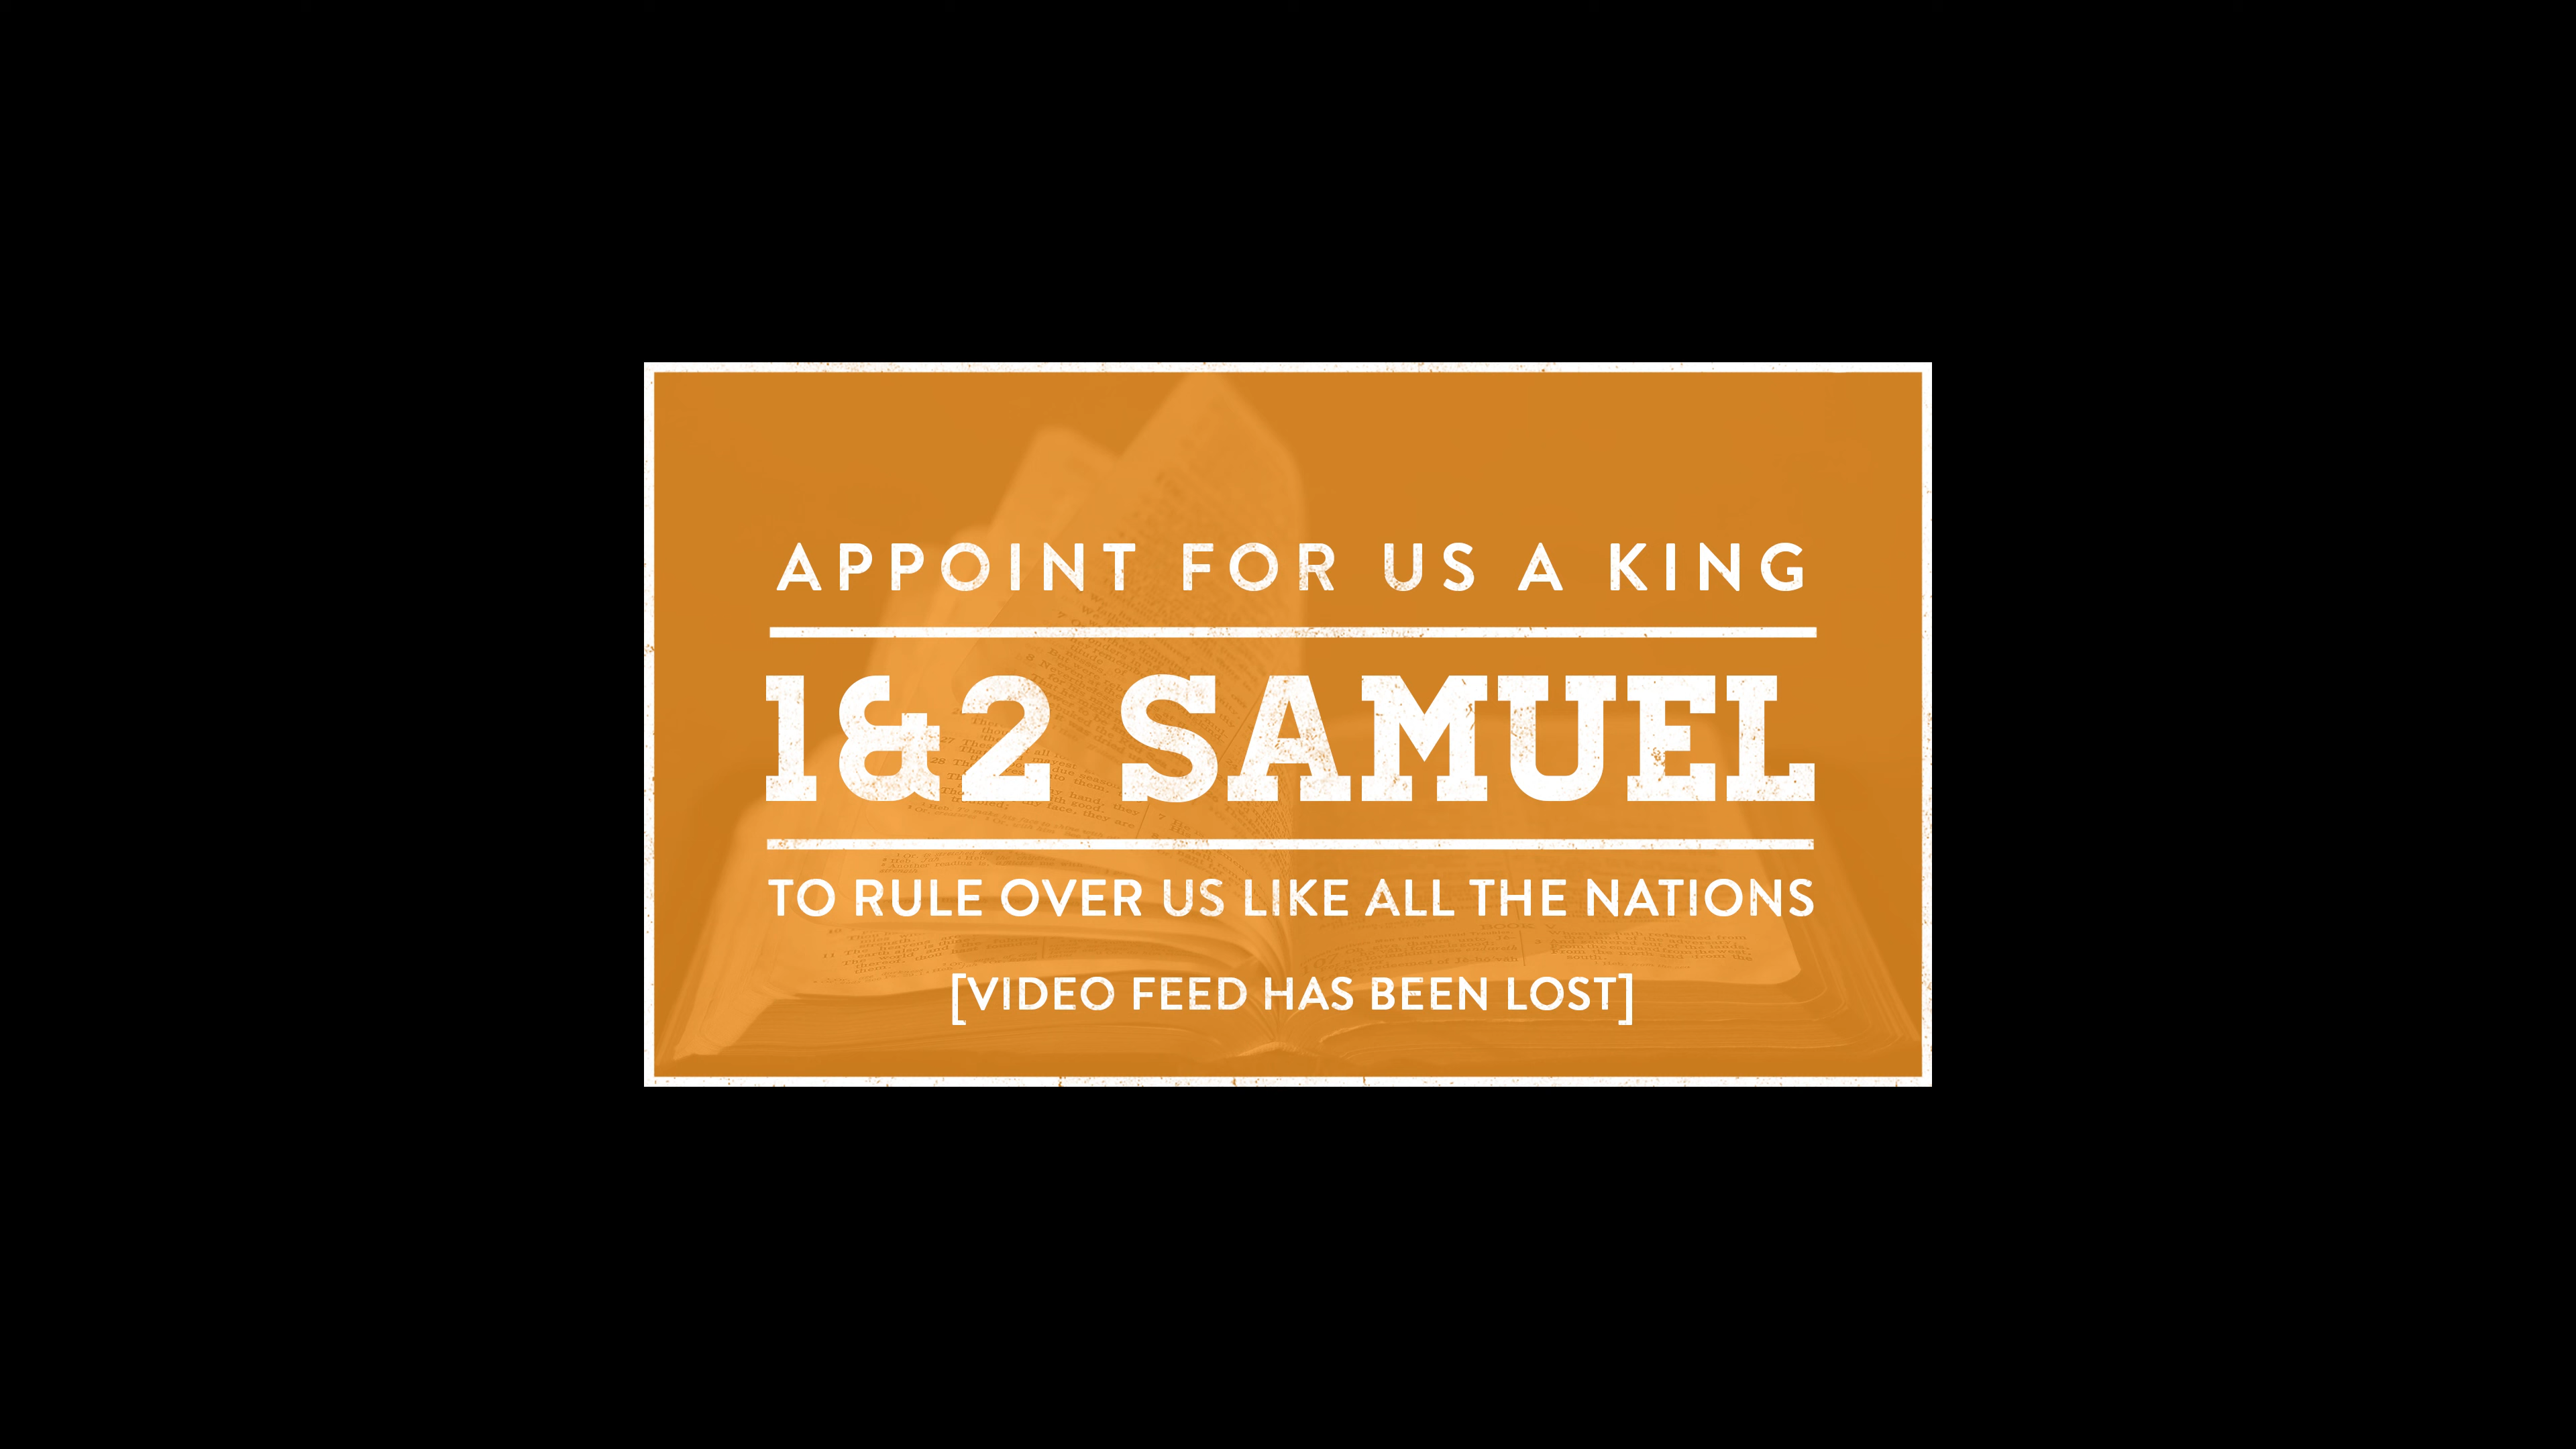 APPOINT FOR US A KING
1&2 SAMUEL
TO RULE OVER US LIKE ALL THE NATIONS
[VIDEO FEED HAS BEEN LOST]